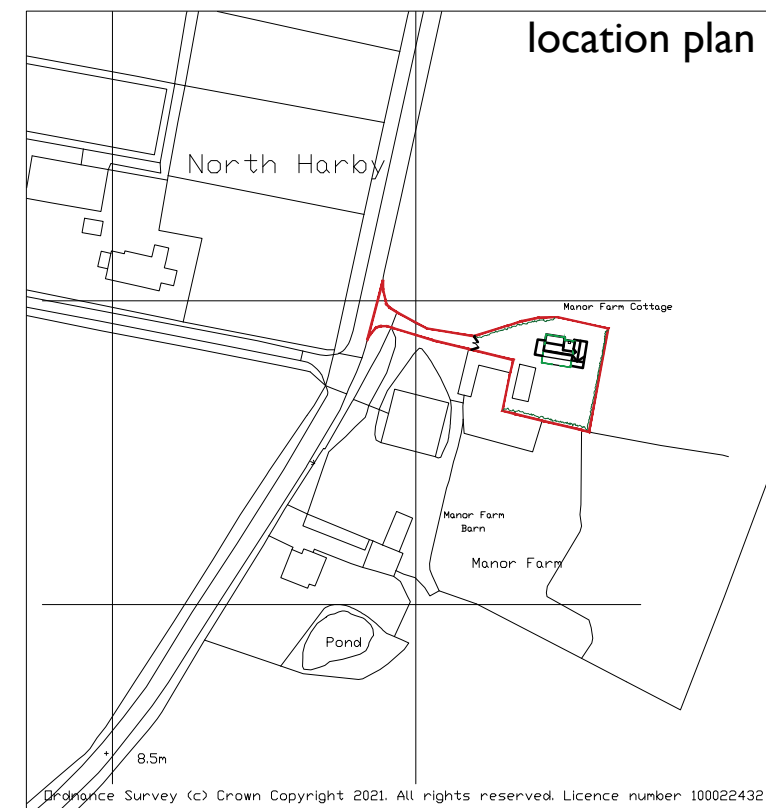 location plan
North Harby
Manor Farm Cottage
Manor Farm
Barn
Manor Farm
Pond
8.5m
Ordnance Survey (c) Crown Copyright 2021. All rights reserved. Licence number 100022432